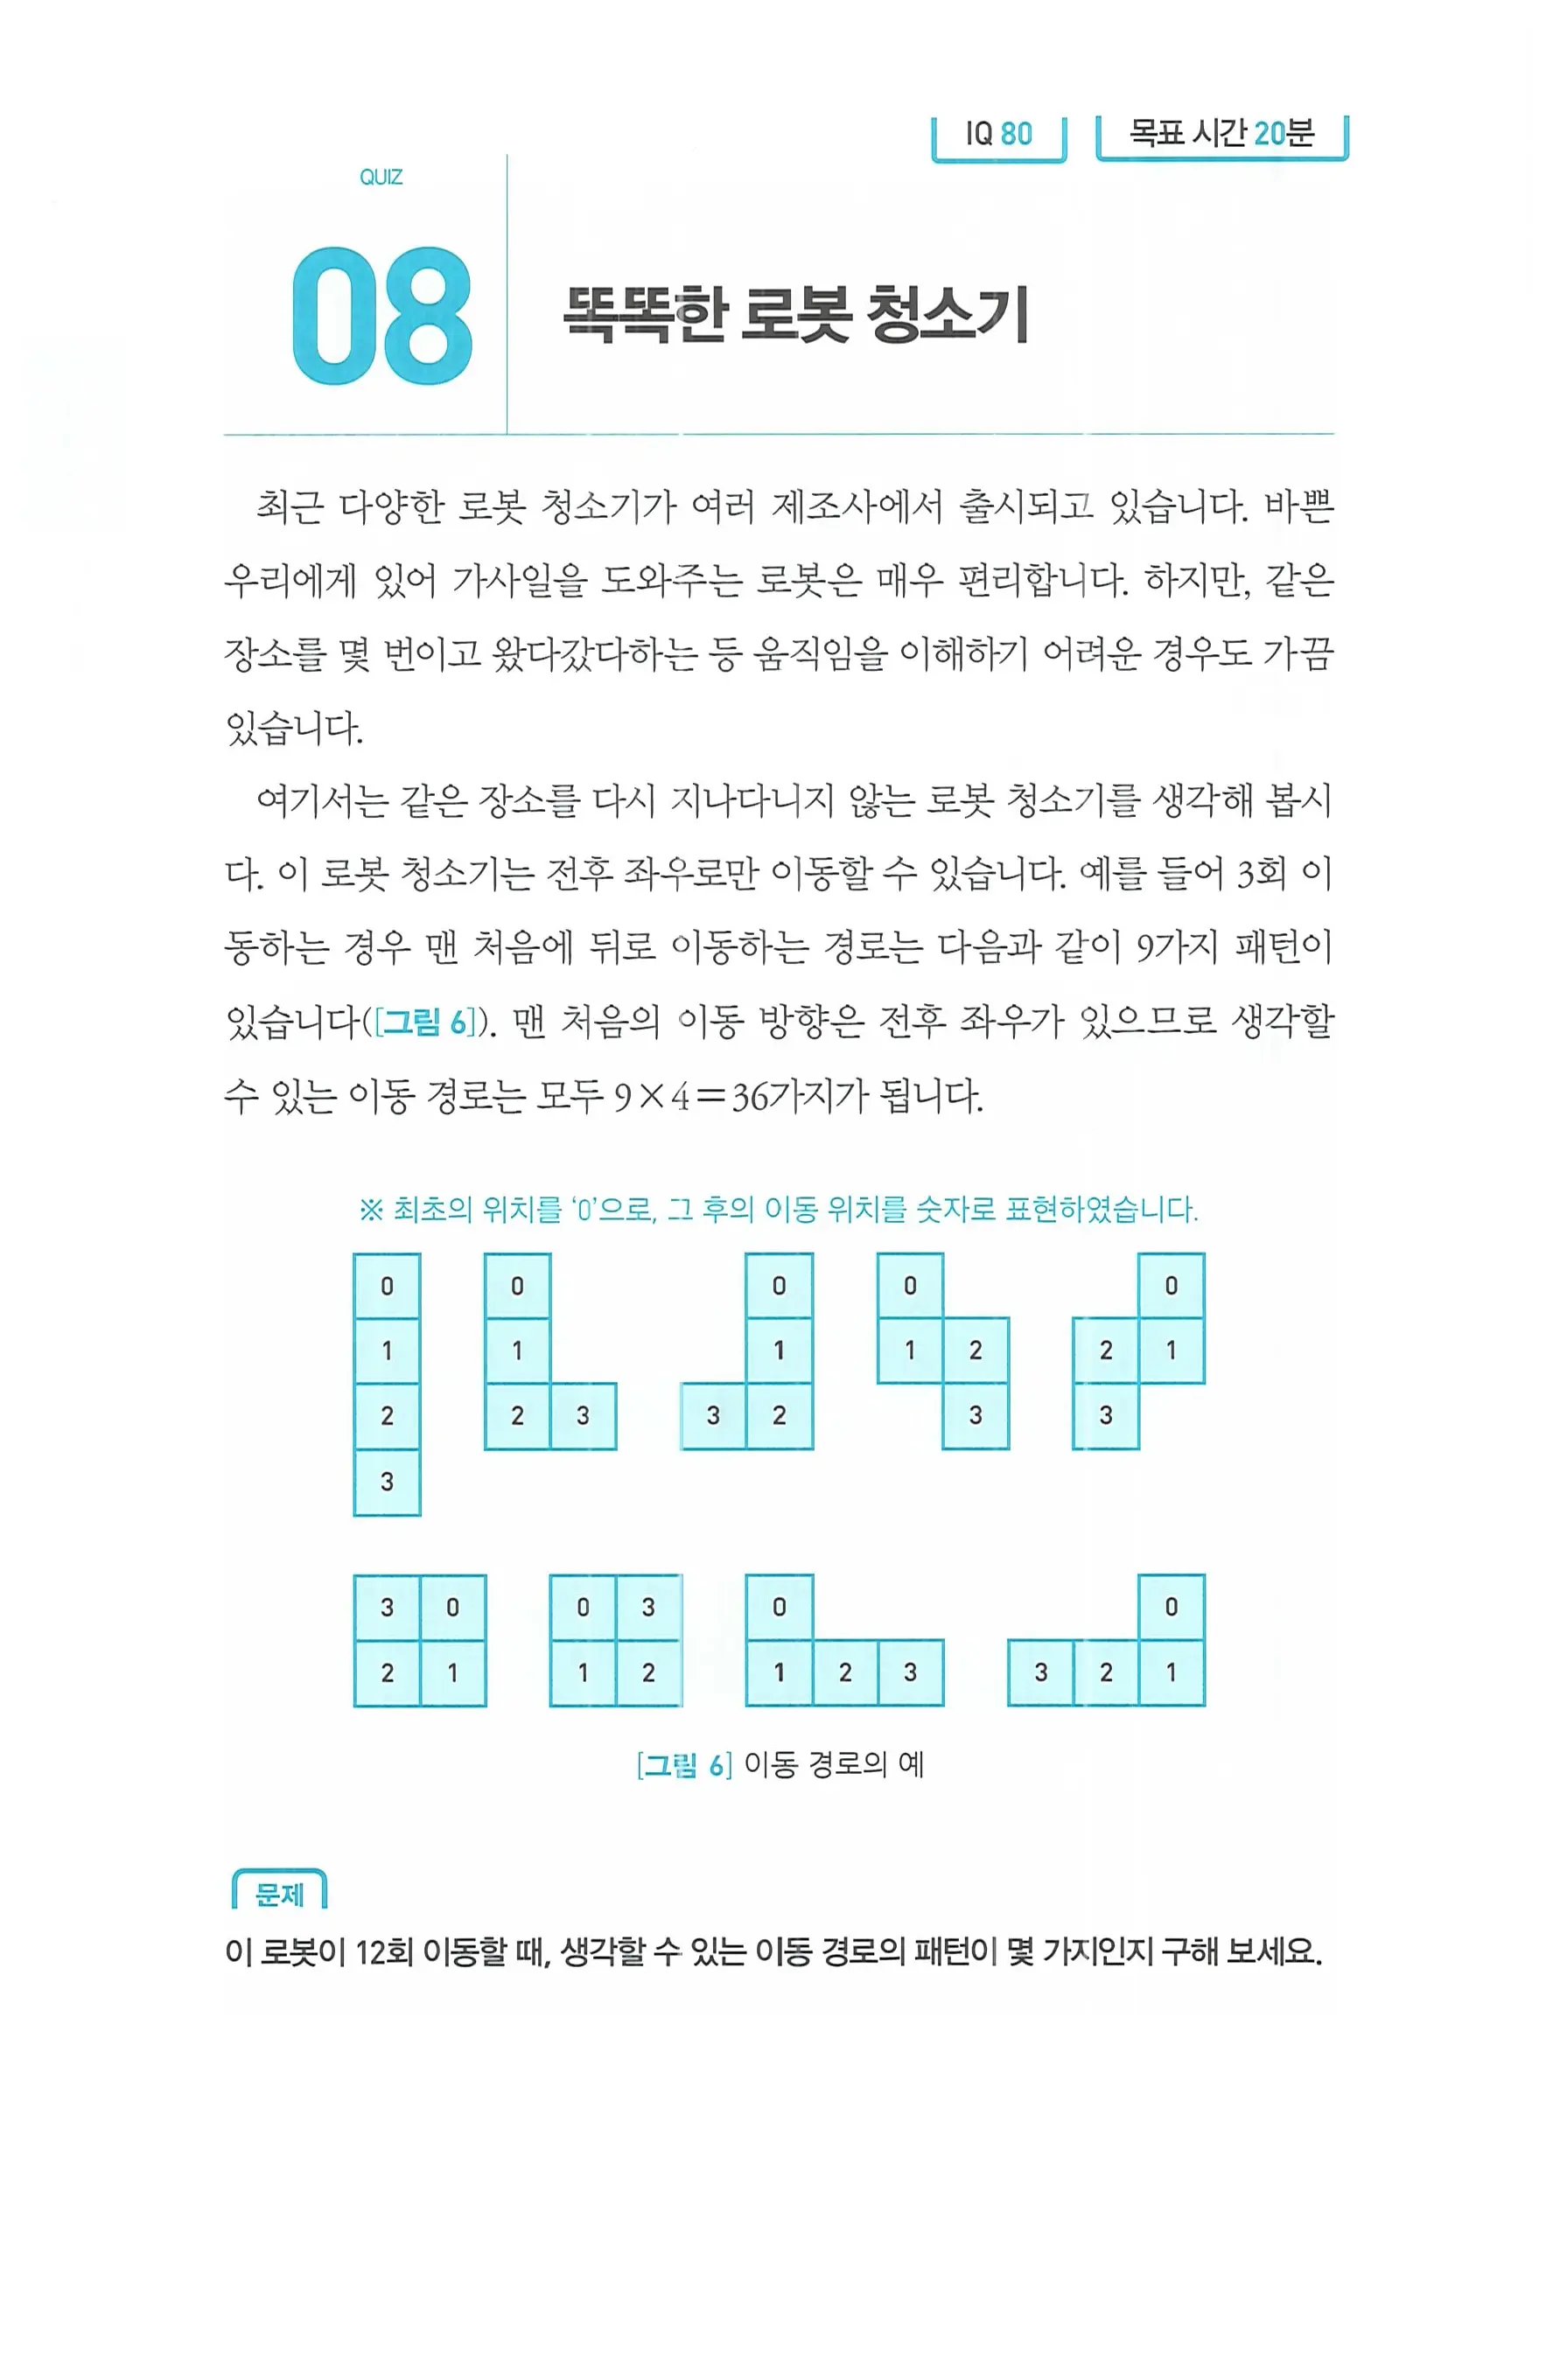 IQ 80
목표 시간 20분
QUIZ
08
똑똑한 로봇 청소기
최근 다양한 로봇 청소기가 여러 제조사에서 출시되고 있습니다. 바쁜
우리에게 있어 가사일을 도와주는 로봇은 매우 편리합니다. 하지만, 같은
장소를 몇 번이고 왔다갔다하는 등 움직임을 이해하기 어려운 경우도 가끔
있습니다.
여기서는 같은 장소를 다시 지나다니지 않는 로봇 청소기를 생각해 봅시
다. 이 로봇 청소기는 전후 좌우로만 이동할 수 있습니다. 예를 들어 3회 이
동하는 경우 맨 처음에 뒤로 이동하는 경로는 다음과 같이 9가지 패턴이
있습니다([그림 6]). 맨 처음의 이동 방향은 전후 좌우가 있으므로 생각할
수 있는 이동 경로는 모두 9×4=36가지가 됩니다.
※ 최초의 위치를 '0'으로, 그 후의 이동 위치를 숫자로 표현하였습니다.
0 0 0 0 0
1 1 1 1 2 2 1
2 2 3 3 2 3 3
3
3 0 0 3 0 0
2 1 1 2 1 2 3 3 2 1
[그림 6] 이동 경로의 예
문제
이 로봇이 12회 이동할 때, 생각할 수 있는 이동 경로의 패턴이 몇 가지인지 구해 보세요.